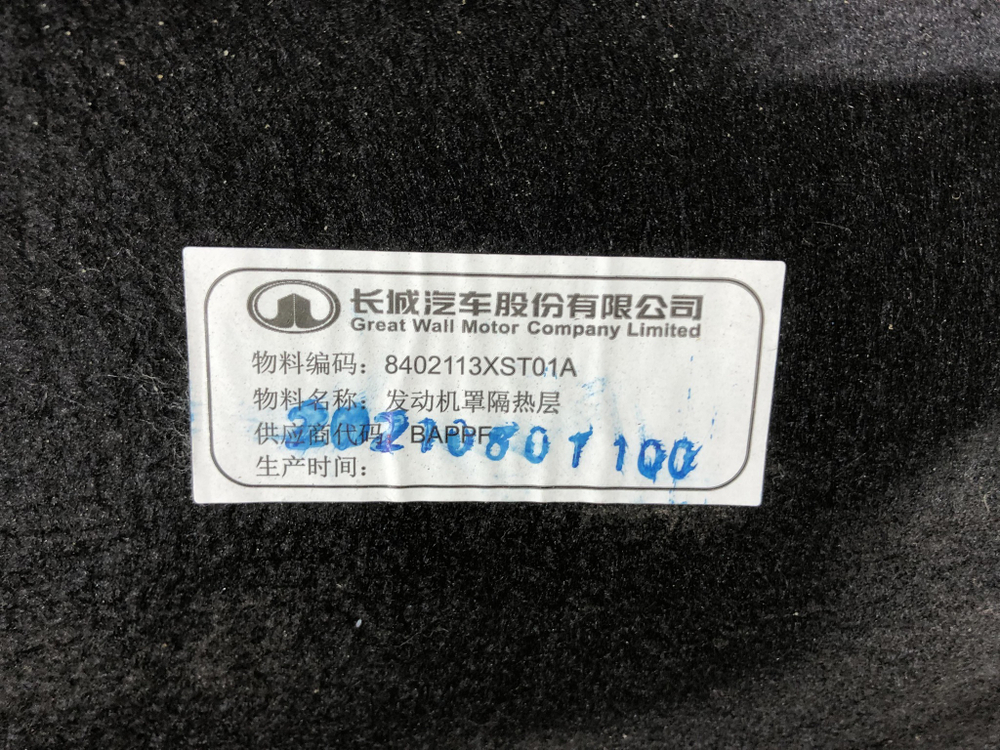 长城汽车股份有限公司
Great Wall Motor Company Limited
物料编码：8402113XST01A
物料名称：发动机罩隔热层
供应商代码：BAPPF
生产时间：